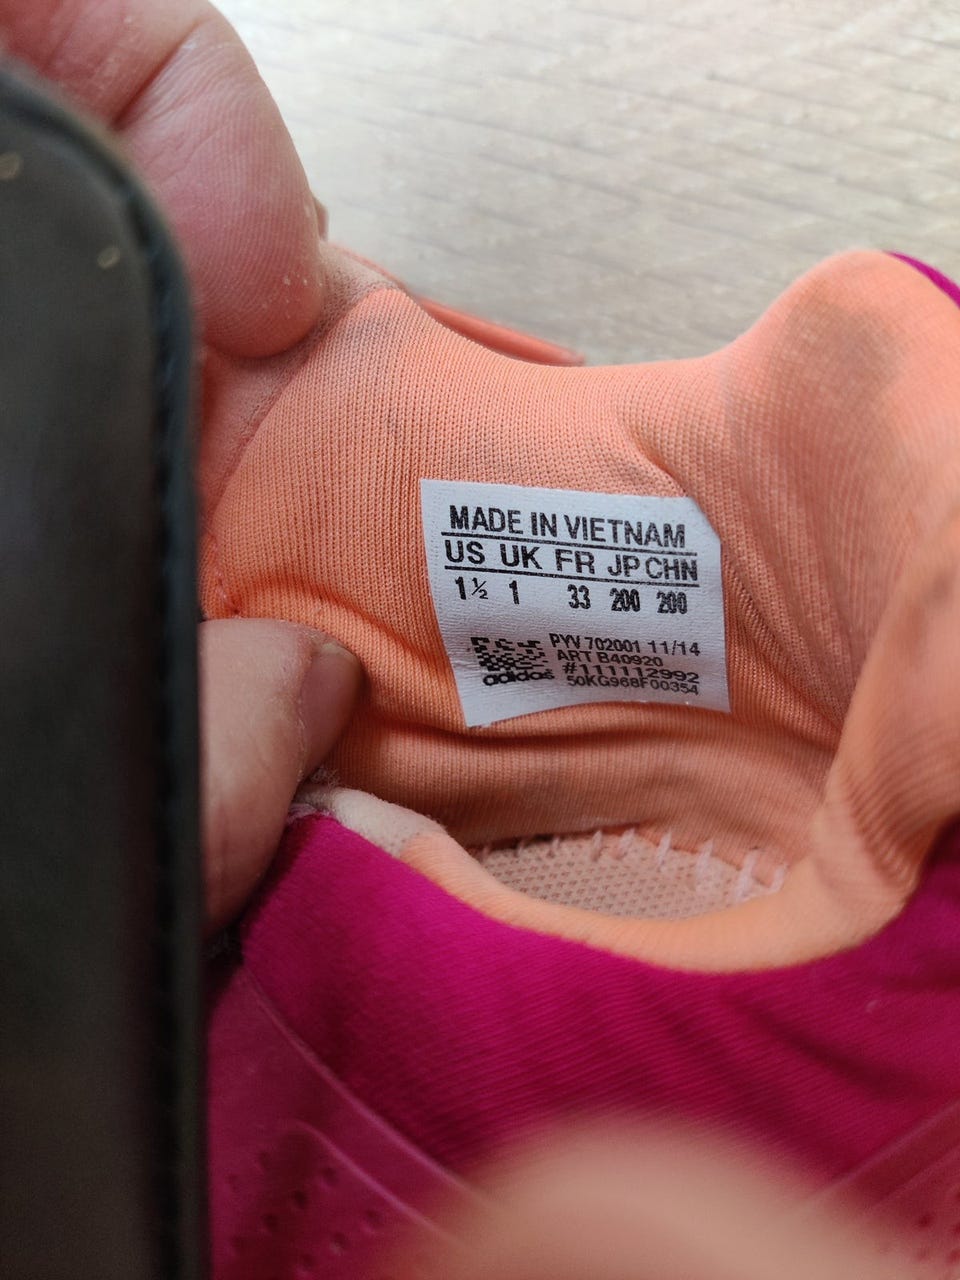 MADE IN VIETNAM
US UK FR JP CHN
1½ 1 33 200 200
PYV 702001 11/14
ART B40920
#111112992
adidas 50KG968F00354